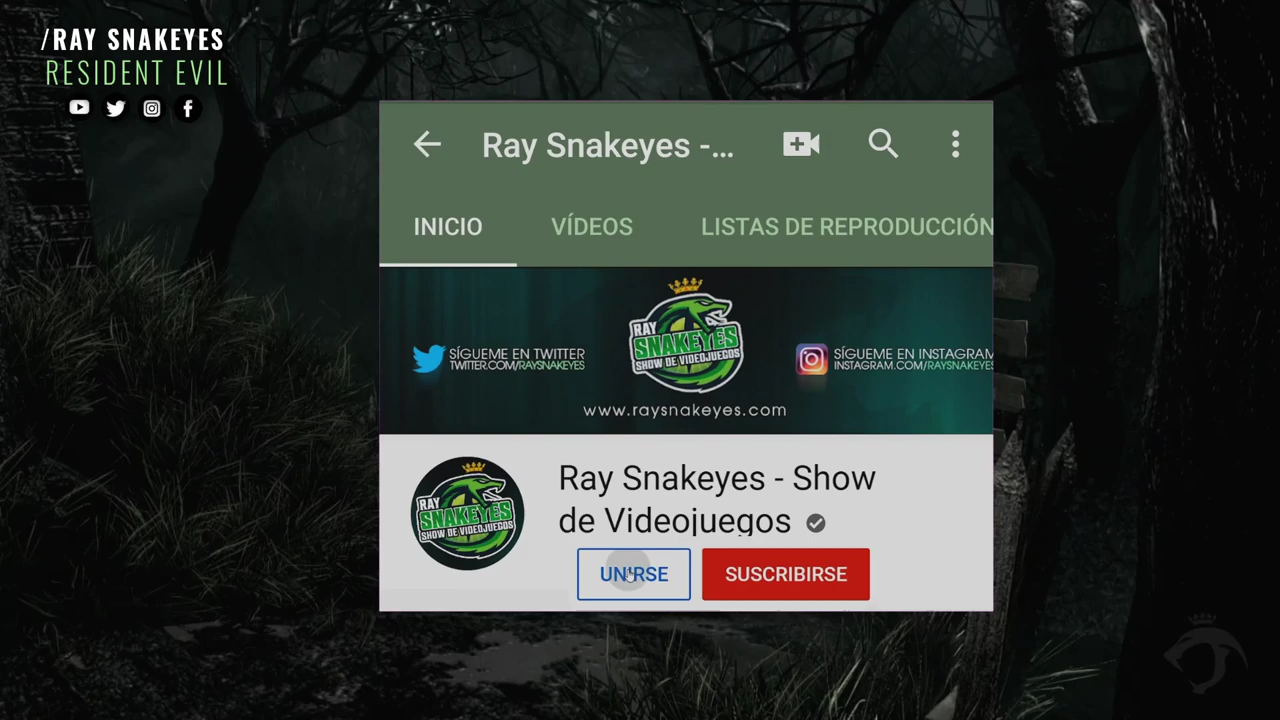 /RAY SNAKEYES
RESIDENT EVIL
Ray Snakeyes -...
INICIO
VÍDEOS
LISTAS DE REPRODUCCIÓN
SÍGUEME EN TWITTER
TWITTER.COM/RAYSNAKEYES
RAY
SNAKEYES
SHOW DE VIDEOJUEGOS
SÍGUEME EN INSTAGRAM
INSTAGRAM.COM/RAYSNAKEYES
www.raysnakeyes.com
RAY
SNAKEYES
SHOW DE VIDEOJUEGOS
Ray Snakeyes - Show
de Videojuegos
UNIRSE
SUSCRIBIRSE